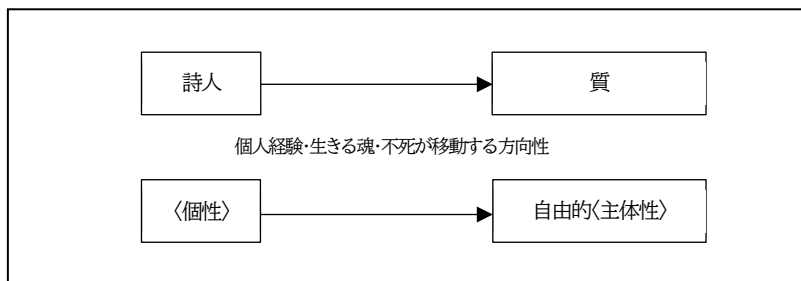 詩人
質
個人経験・生きる魂・不死が移動する方向性
〈個性〉
自由的〈主体性〉